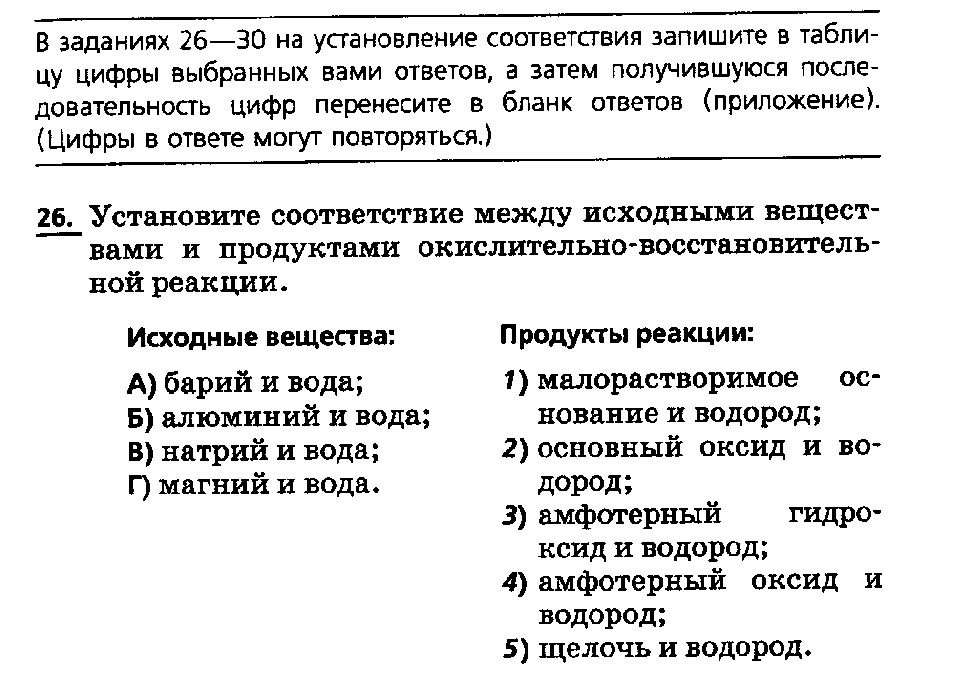 В заданиях 26—30 на установление соответствия запишите в табли-
цу цифры выбранных вами ответов, а затем получившуюся после-
довательность цифр перенесите в бланк ответов (приложение).
(Цифры в ответе могут повторяться.)
26. Установите соответствие между исходными вещест-
вами и продуктами окислительно-восстановитель-
ной реакции.
Исходные вещества:
А) барий и вода;
Б) алюминий и вода;
В) натрий и вода;
Г) магний и вода.
Продукты реакции:
1) малорастворимое ос-
нование и водород;
2) основный оксид и во-
дород;
3) амфотерный гидро-
ксид и водород;
4) амфотерный оксид и
водород;
5) щелочь и водород.